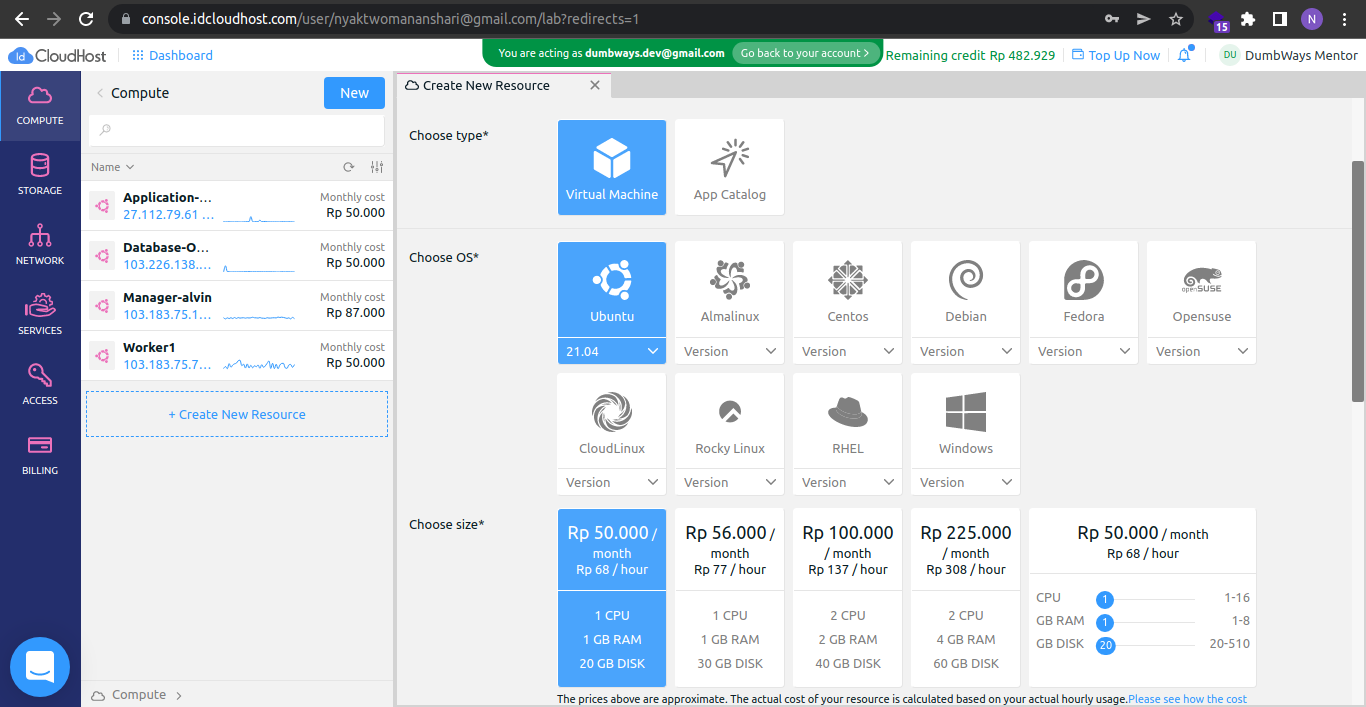 console.idcloudhost.com/user/nyaktwomananshari@gmail.com/lab?redirects=1
15
N
id CloudHost
Dashboard
You are acting as dumbways.dev@gmail.com
Go back to your account >
Remaining credit Rp 482.929
Top Up Now
DU
DumbWays Mentor
COMPUTE
STORAGE
NETWORK
SERVICES
ACCESS
BILLING
Compute
New
Name
Application-...
27.112.79.61 ...
Monthly cost
Rp 50.000
Database-O...
103.226.138....
Monthly cost
Rp 50.000
Manager-alvin
103.183.75.1...
Monthly cost
Rp 87.000
Worker1
103.183.75.7...
Monthly cost
Rp 50.000
+ Create New Resource
Compute >
Create New Resource
Choose type*
Virtual Machine
App Catalog
Choose OS*
Ubuntu
21.04
Almalinux
Version
Centos
Version
Debian
Version
Fedora
Version
openSUSE
Opensuse
Version
CloudLinux
Version
Rocky Linux
Version
RHEL
Version
Windows
Version
Choose size*
Rp 50.000 /
month
Rp 68 / hour
1 CPU
1 GB RAM
20 GB DISK
Rp 56.000 /
month
Rp 77 / hour
1 CPU
1 GB RAM
30 GB DISK
Rp 100.000
/ month
Rp 137 / hour
2 CPU
2 GB RAM
40 GB DISK
Rp 225.000
/ month
Rp 308 / hour
2 CPU
4 GB RAM
60 GB DISK
Rp 50.000 / month
Rp 68 / hour
CPU 1 1-16
GB RAM 1 1-8
GB DISK 20 20-510
The prices above are approximate. The actual cost of your resource is calculated based on your actual hourly usage.Please see how the cost